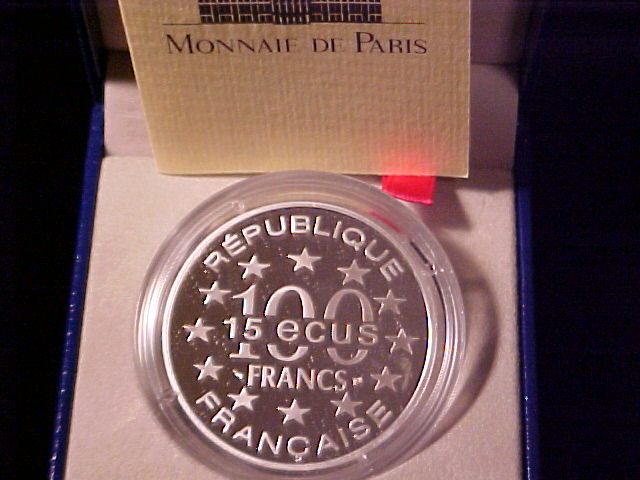 MONNAIE DE PARIS
RÉPUBLIQUE
100
15 ecus
FRANCS
FRANÇAISE